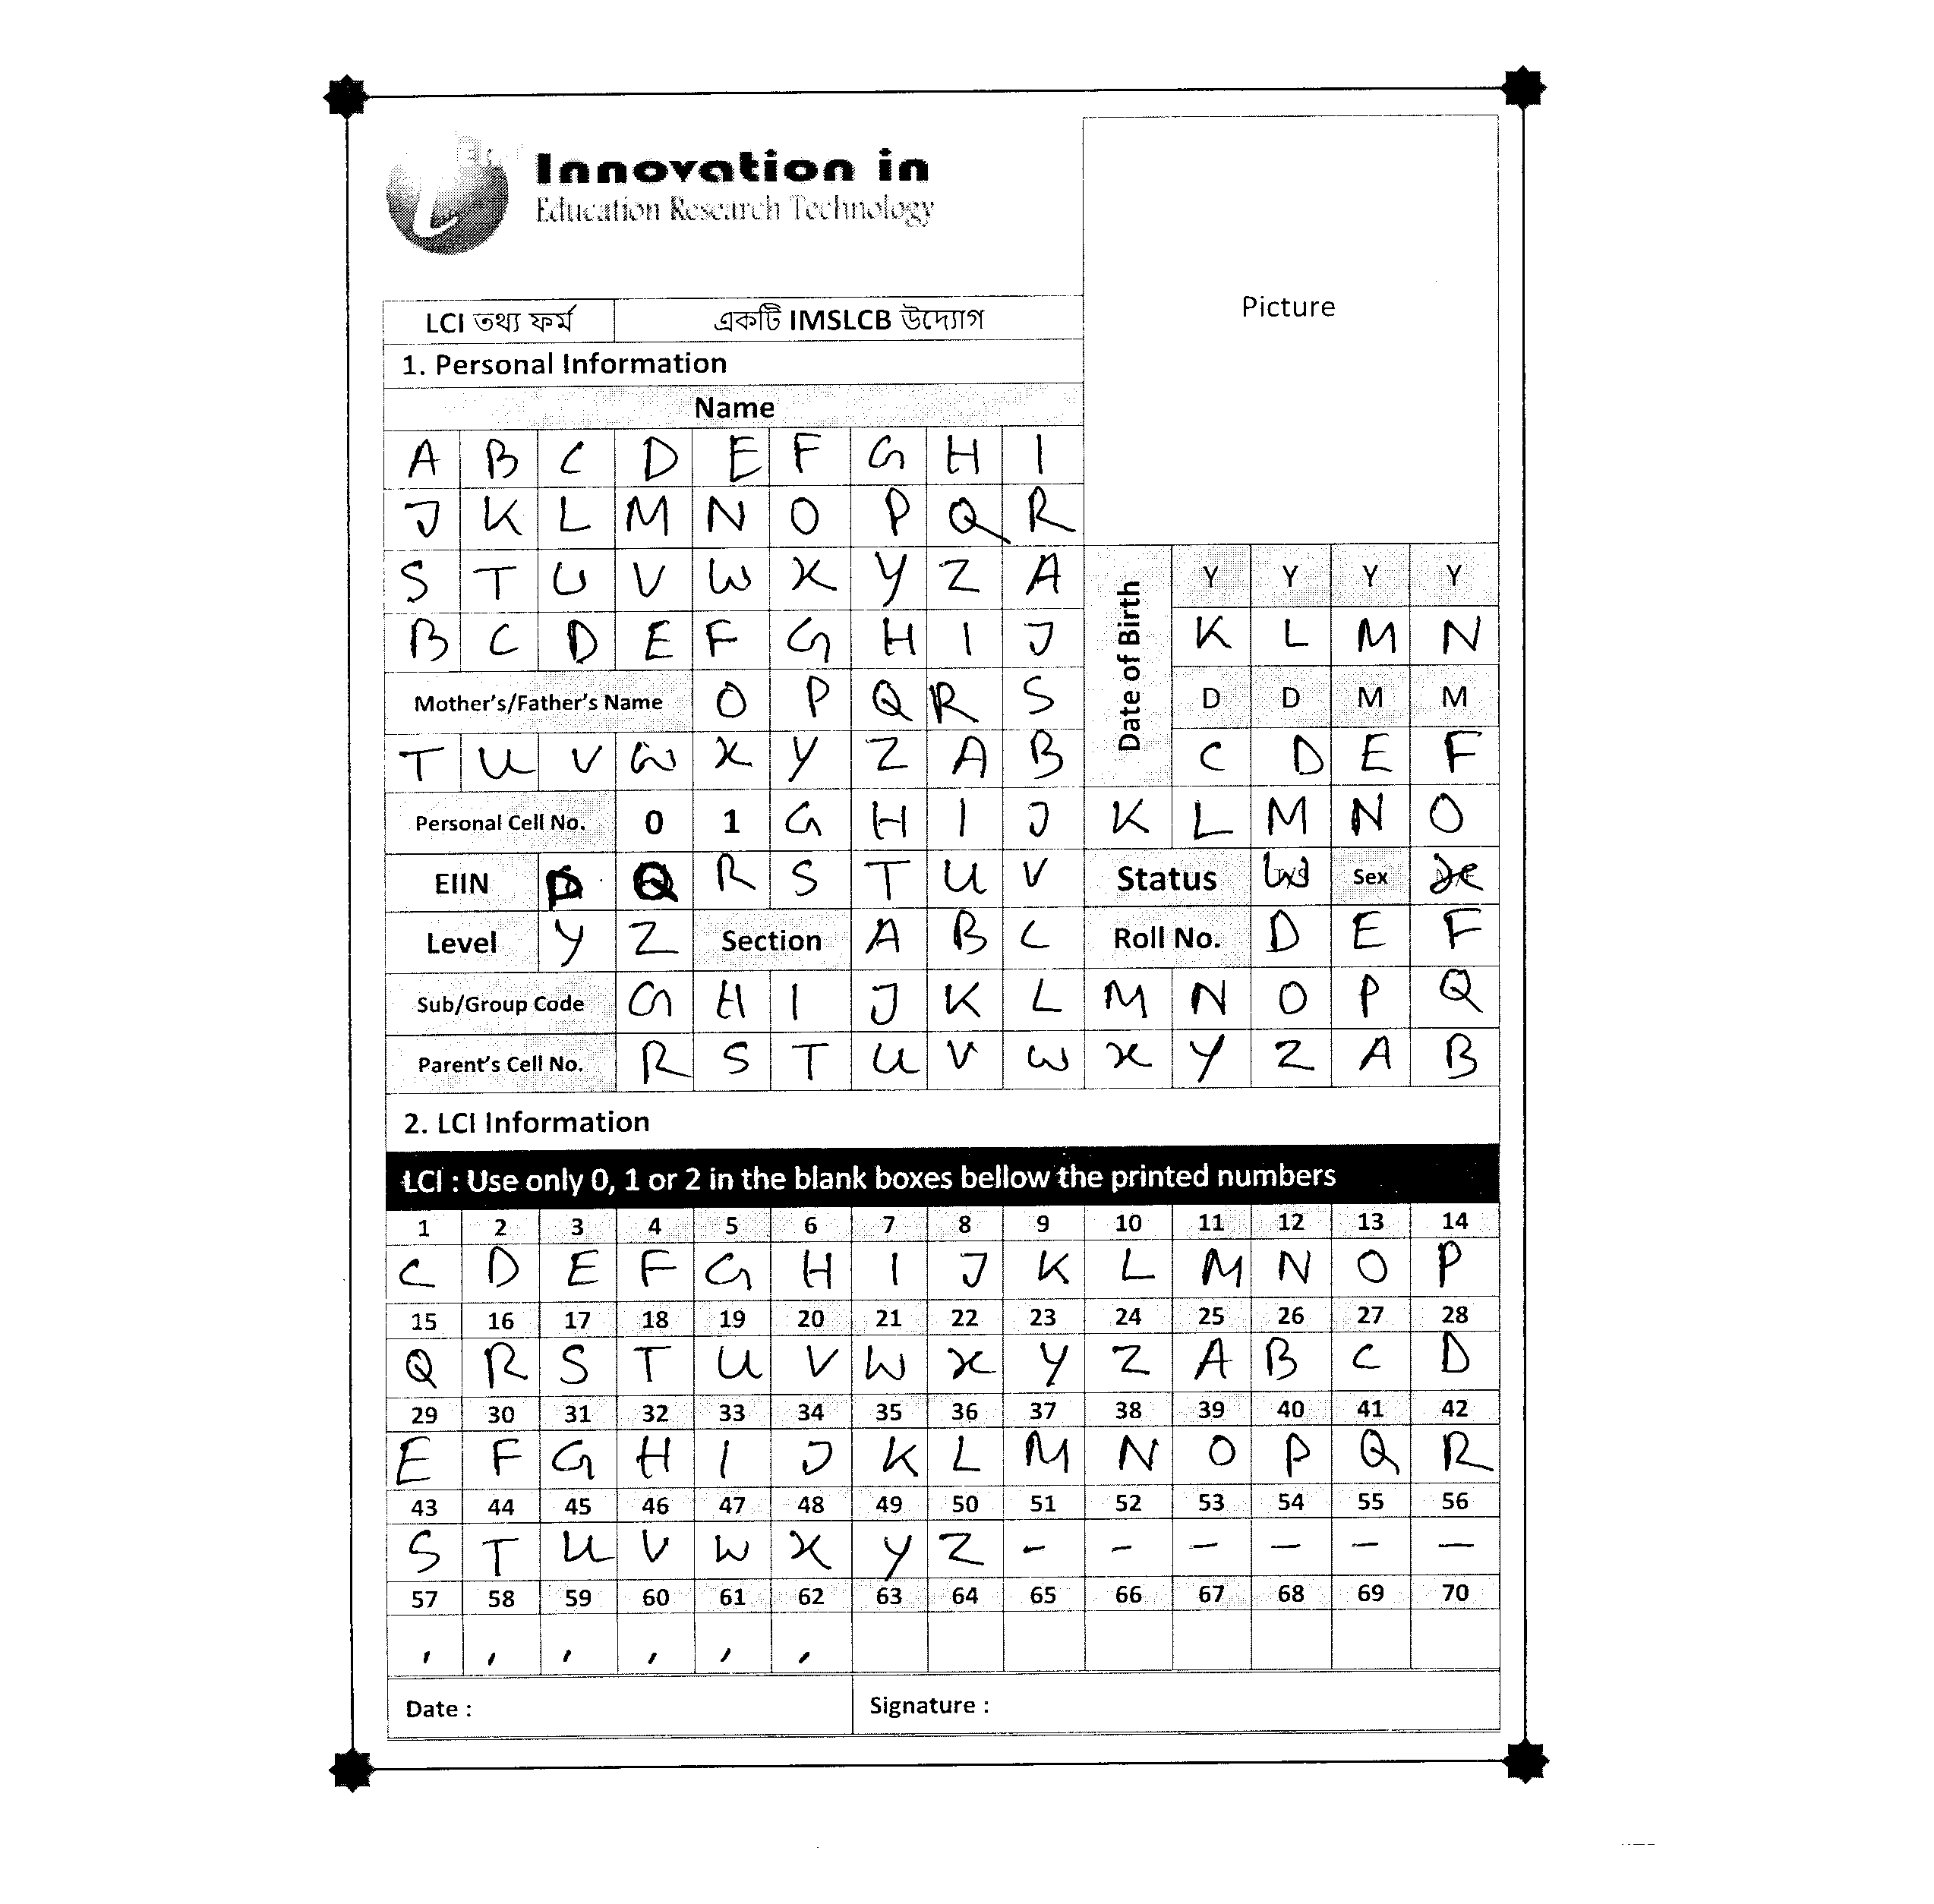 Innovation in
Education Research Technology
Picture
LCI তথ্য ফর্ম একটি IMSLCB উদ্যোগ
1. Personal Information
Name
A B C D E F G H I
J K L M N O P Q R
S T U V W X Y Z A
Date of Birth Y Y Y Y
B C D E F G H I J K L M N
Mother's/Father's Name O P Q R S D D M M
T U V W X Y Z A B C D E F
Personal Cell No. 0 1 G H I J K L M N O
EIIN P Q R S T U V Status W Sex X
Level Y Z Section A B C Roll No. D E F
Sub/Group Code G H I J K L M N O P Q
Parent's Cell No. R S T U V W X Y Z A B
2. LCI Information
LCI : Use only 0, 1 or 2 in the blank boxes bellow the printed numbers
1 2 3 4 5 6 7 8 9 10 11 12 13 14
C D E F G H I J K L M N O P
15 16 17 18 19 20 21 22 23 24 25 26 27 28
Q R S T U V W X Y Z A B C D
29 30 31 32 33 34 35 36 37 38 39 40 41 42
E F G H I J K L M N O P Q R
43 44 45 46 47 48 49 50 51 52 53 54 55 56
S T U V W X Y Z - - - - - -
57 58 59 60 61 62 63 64 65 66 67 68 69 70
, , , , , ,
Date : Signature :